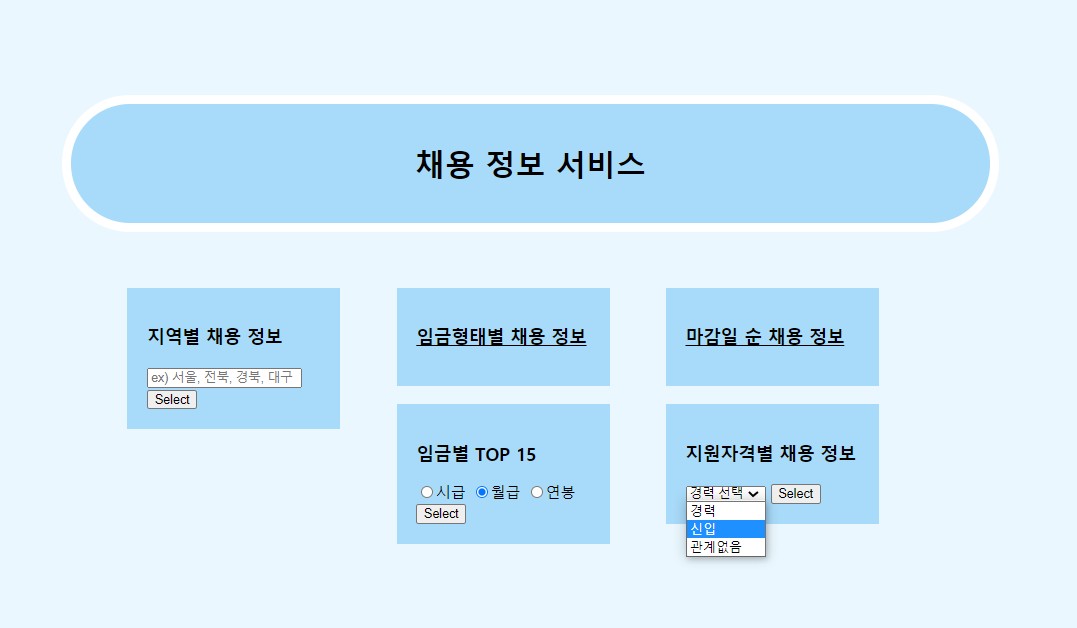 채용 정보 서비스
지역별 채용 정보
ex) 서울, 전북, 경북, 대구
Select
임금형태별 채용 정보
마감일 순 채용 정보
임금별 TOP 15
시급 월급 연봉
Select
지원자격별 채용 정보
경력 선택 Select
경력
신입
관계없음